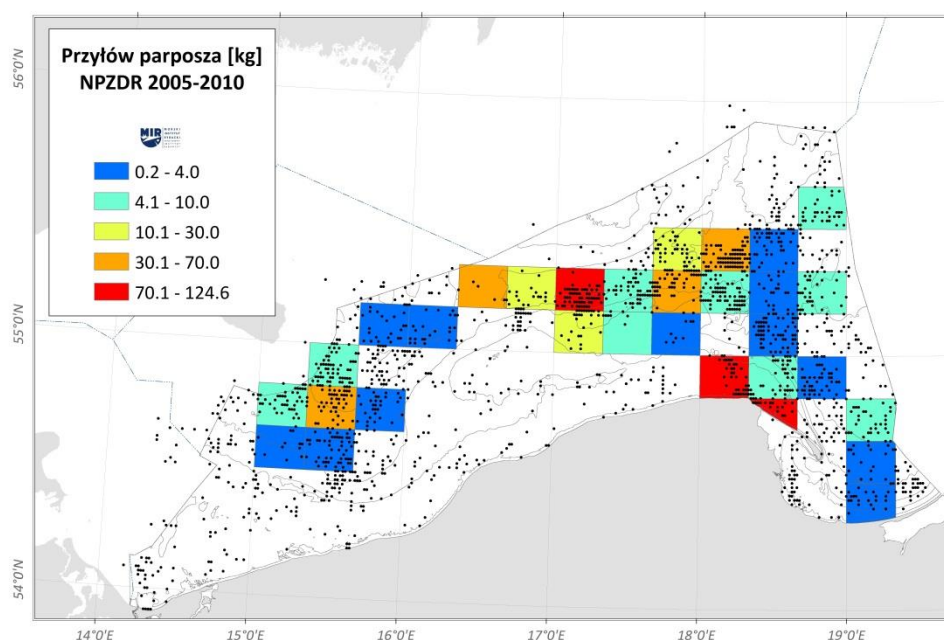 Przyłów parposza [kg]
NPZDR 2005-2010
MIR
0.2 - 4.0
4.1 - 10.0
10.1 - 30.0
30.1 - 70.0
70.1 - 124.6
56°0'N
55°0'N
54°0'N
14°0'E
15°0'E
16°0'E
17°0'E
18°0'E
19°0'E